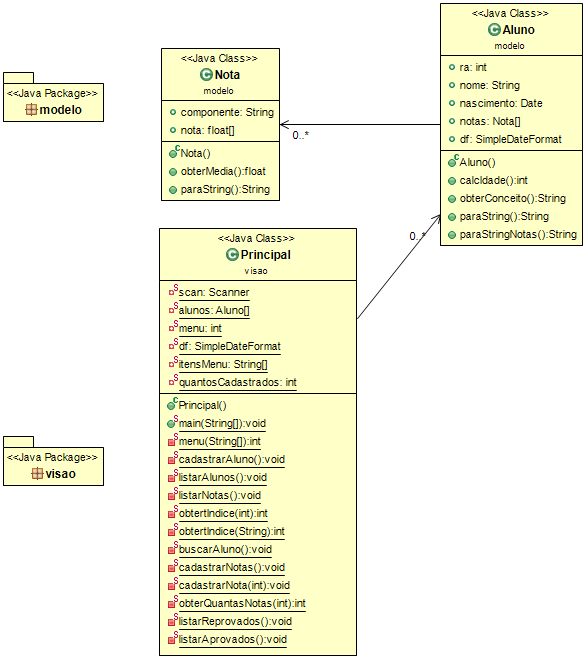 <<Java Package>>
modelo
<<Java Class>>
Nota
modelo
componente: String
nota: float[]
Nota()
obterMedia():float
paraString():String
<<Java Class>>
Aluno
modelo
ra: int
nome: String
nascimento: Date
notas: Nota[]
df: SimpleDateFormat
Aluno()
calcIdade():int
obterConceito():String
paraString():String
paraStringNotas():String
0..*
0..*
<<Java Class>>
Principal
visao
scan: Scanner
alunos: Aluno[]
menu: int
df: SimpleDateFormat
itensMenu: String[]
quantosCadastrados: int
Principal()
main(String[]):void
menu(String[]):int
cadastrarAluno():void
listarAlunos():void
listarNotas():void
obterIndice(int):int
obterIndice(String):int
buscarAluno():void
cadastrarNotas():void
cadastrarNota(int):void
obterQuantasNotas(int):int
listarReprovados():void
listarAprovados():void
<<Java Package>>
visao